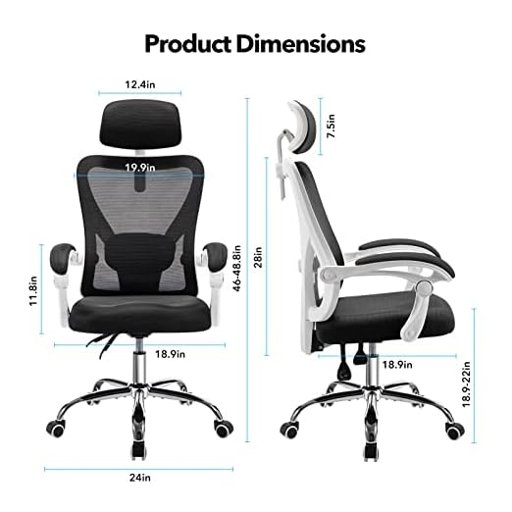 Product Dimensions
12.4in
7.5in
19.9in
46-48.8in
28in
11.8in
18.9in
18.9in
18.9-22in
24in